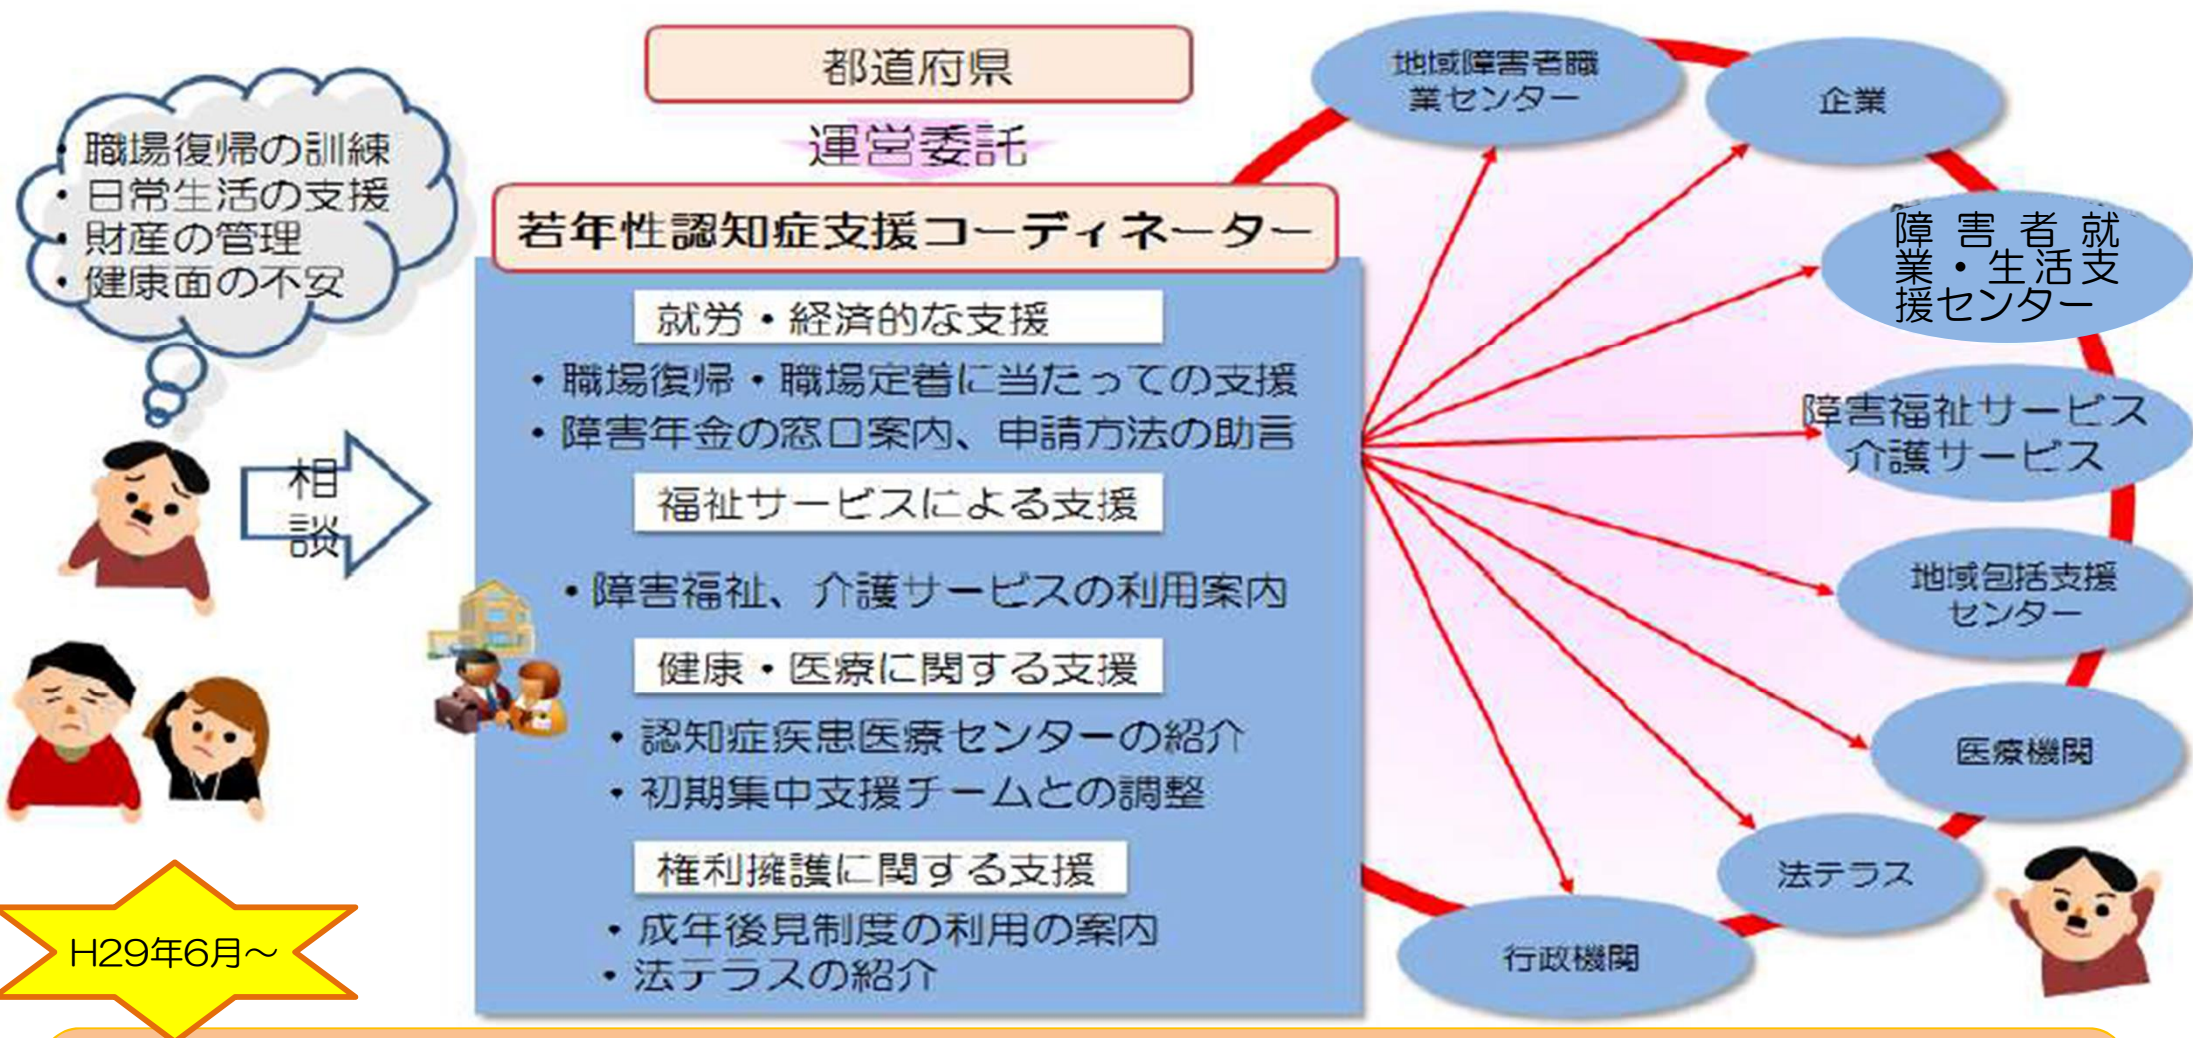 都道府県
運営委託
若年性認知症支援コーディネーター
・職場復帰の訓練
・日常生活の支援
・財産の管理
・健康面の不安
相
談
就労・経済的な支援
・職場復帰・職場定着に当たっての支援
・障害年金の窓口案内、申請方法の助言
福祉サービスによる支援
・障害福祉、介護サービスの利用案内
健康・医療に関する支援
・認知症疾患医療センターの紹介
・初期集中支援チームとの調整
権利擁護に関する支援
・成年後見制度の利用の案内
・法テラスの紹介
地域障害者職
業センター
企業
障害者就
業・生活支
援センター
障害福祉サービス
介護サービス
地域包括支援
センター
医療機関
法テラス
行政機関
H29年6月～